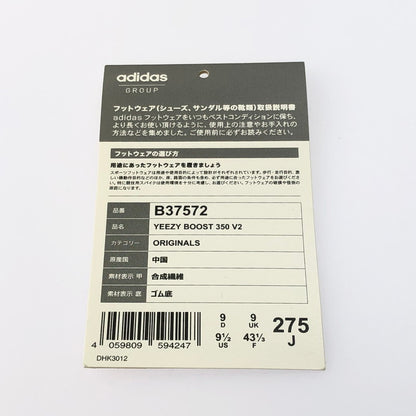 adidas
GROUP
フットウェア(シューズ、サンダル等の靴類)取扱説明書
adidas フットウェアをいつもベストコンディションに保ち、
より長くお使い頂けるように、使用上の注意やお手入れ
の方法などを集めました。ご使用前に必ずお読みください。
フットウェアの選び方
用途にあったフットウェアを履きましょう
品番 B37572
品名 YEEZY BOOST 350 V2
カテゴリー ORIGINALS
原産国 中国
素材表示 甲 合成繊維
素材表示 底 ゴム底
9 D 9 UK 275 J
9½ US 43⅓ F
4 059809 594247
DHK3012